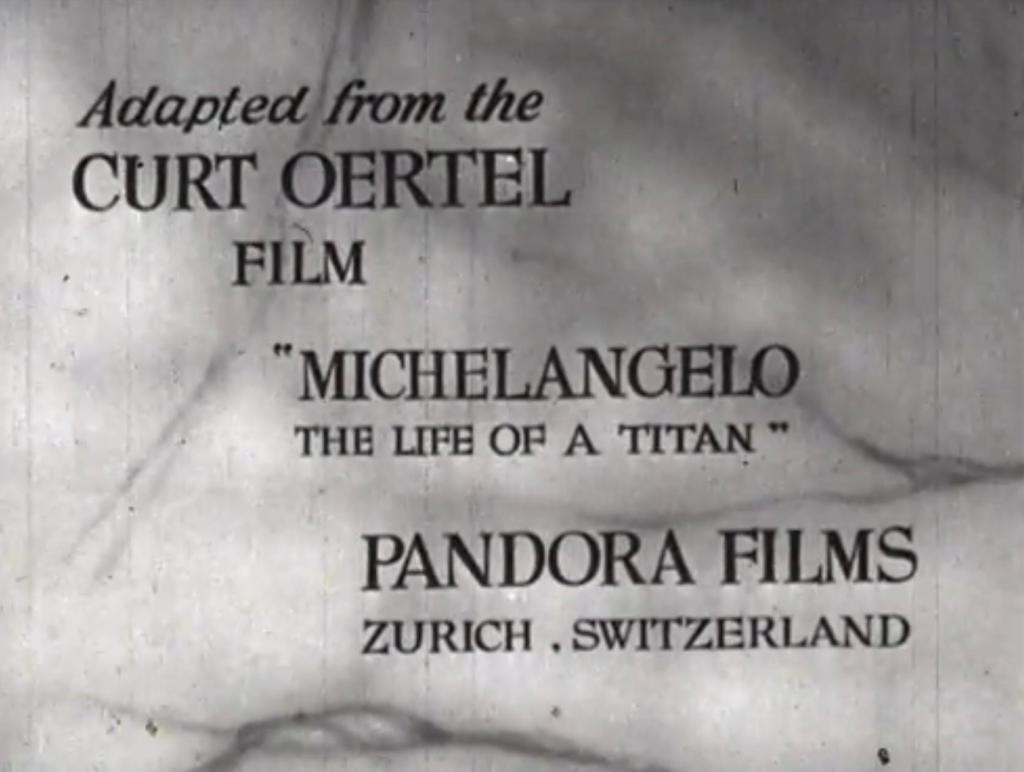 Adapted from the
CURT OERTEL
FILM
"MICHELANGELO
THE LIFE OF A TITAN"
PANDORA FILMS
ZURICH . SWITZERLAND